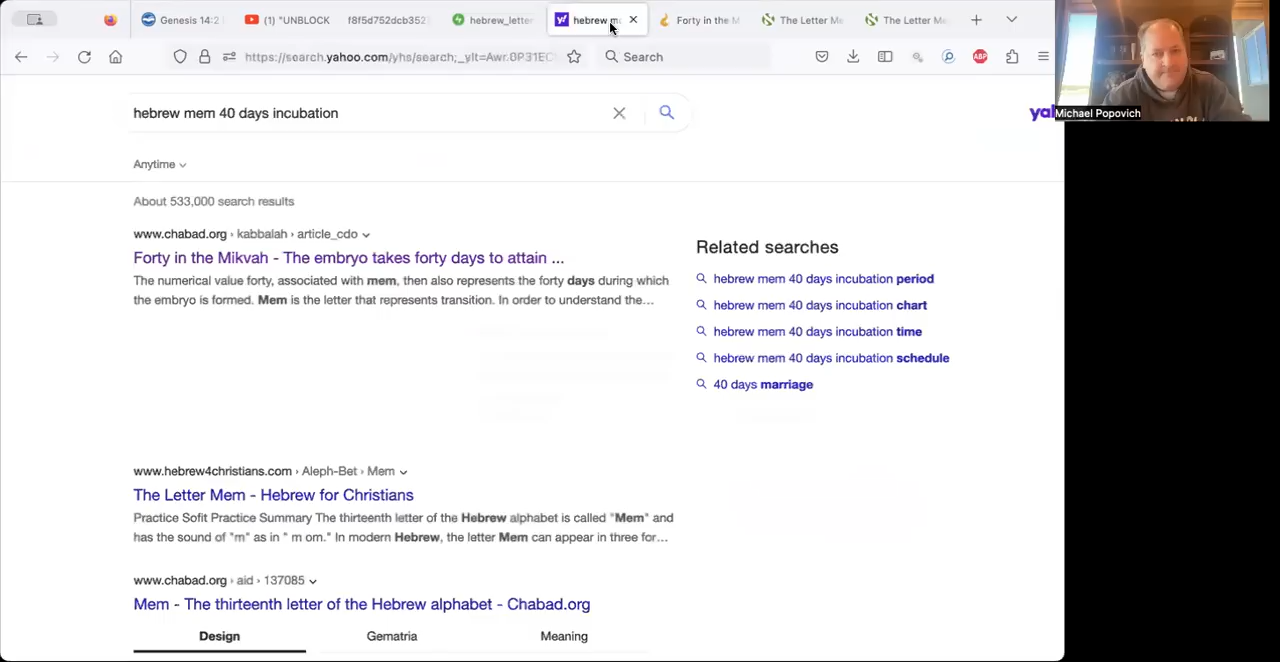 Genesis 14:2
(1) "UNBLOCK
f8f5d752dcb352
hebrew_letter
hebrew m
Forty in the M
The Letter Me
The Letter Me
https://search.yahoo.com/yhs/search;_ylt=Awr.0P31EC
Search
ABP
Michael Popovich
hebrew mem 40 days incubation
Anytime
About 533,000 search results
www.chabad.org › kabbalah › article_cdo
Forty in the Mikvah - The embryo takes forty days to attain ...
The numerical value forty, associated with mem, then also represents the forty days during which
the embryo is formed. Mem is the letter that represents transition. In order to understand the...
Related searches
hebrew mem 40 days incubation period
hebrew mem 40 days incubation chart
hebrew mem 40 days incubation time
hebrew mem 40 days incubation schedule
40 days marriage
www.hebrew4christians.com › Aleph-Bet › Mem
The Letter Mem - Hebrew for Christians
Practice Sofit Practice Summary The thirteenth letter of the Hebrew alphabet is called "Mem" and
has the sound of "m" as in " m om." In modern Hebrew, the letter Mem can appear in three for...
www.chabad.org › aid › 137085
Mem - The thirteenth letter of the Hebrew alphabet - Chabad.org
Design
Gematria
Meaning